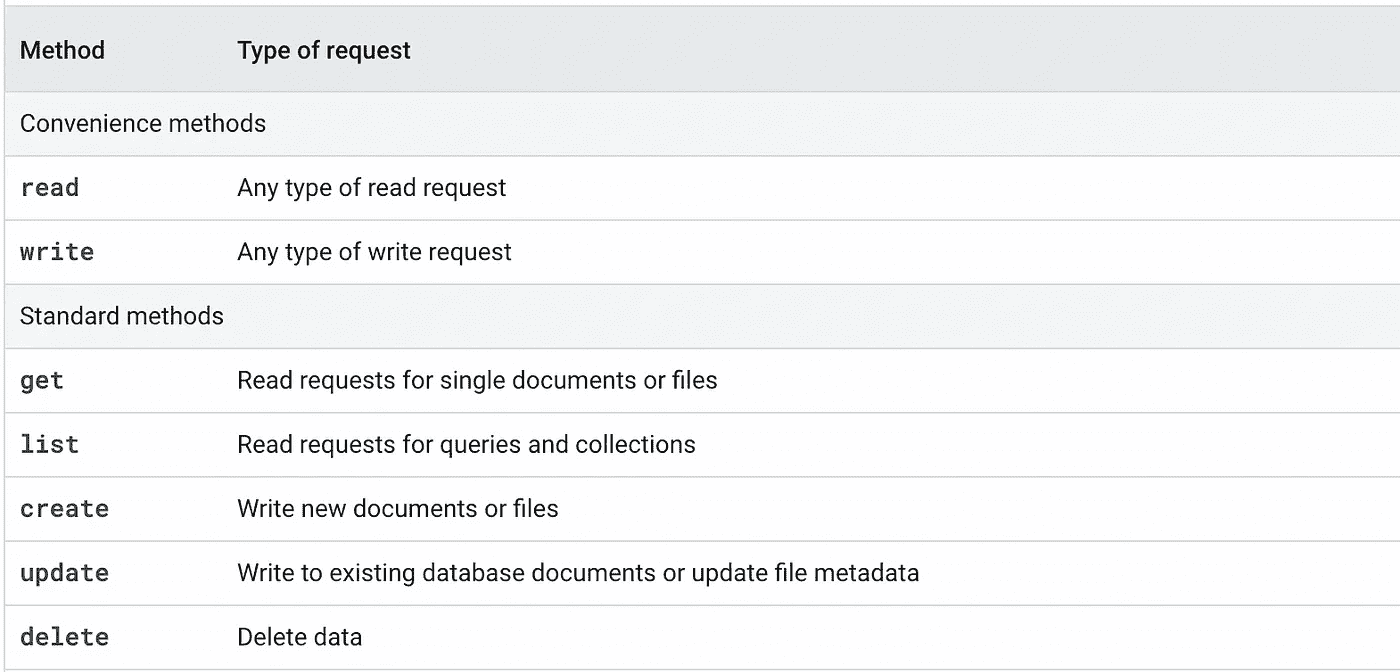 Method Type of request
Convenience methods
read Any type of read request
write Any type of write request
Standard methods
get Read requests for single documents or files
list Read requests for queries and collections
create Write new documents or files
update Write to existing database documents or update file metadata
delete Delete data